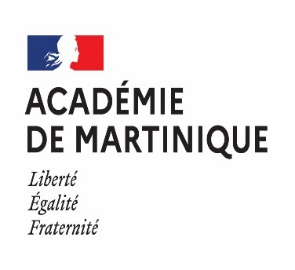 ACADÉMIE
DE MARTINIQUE
Liberté
Égalité
Fraternité